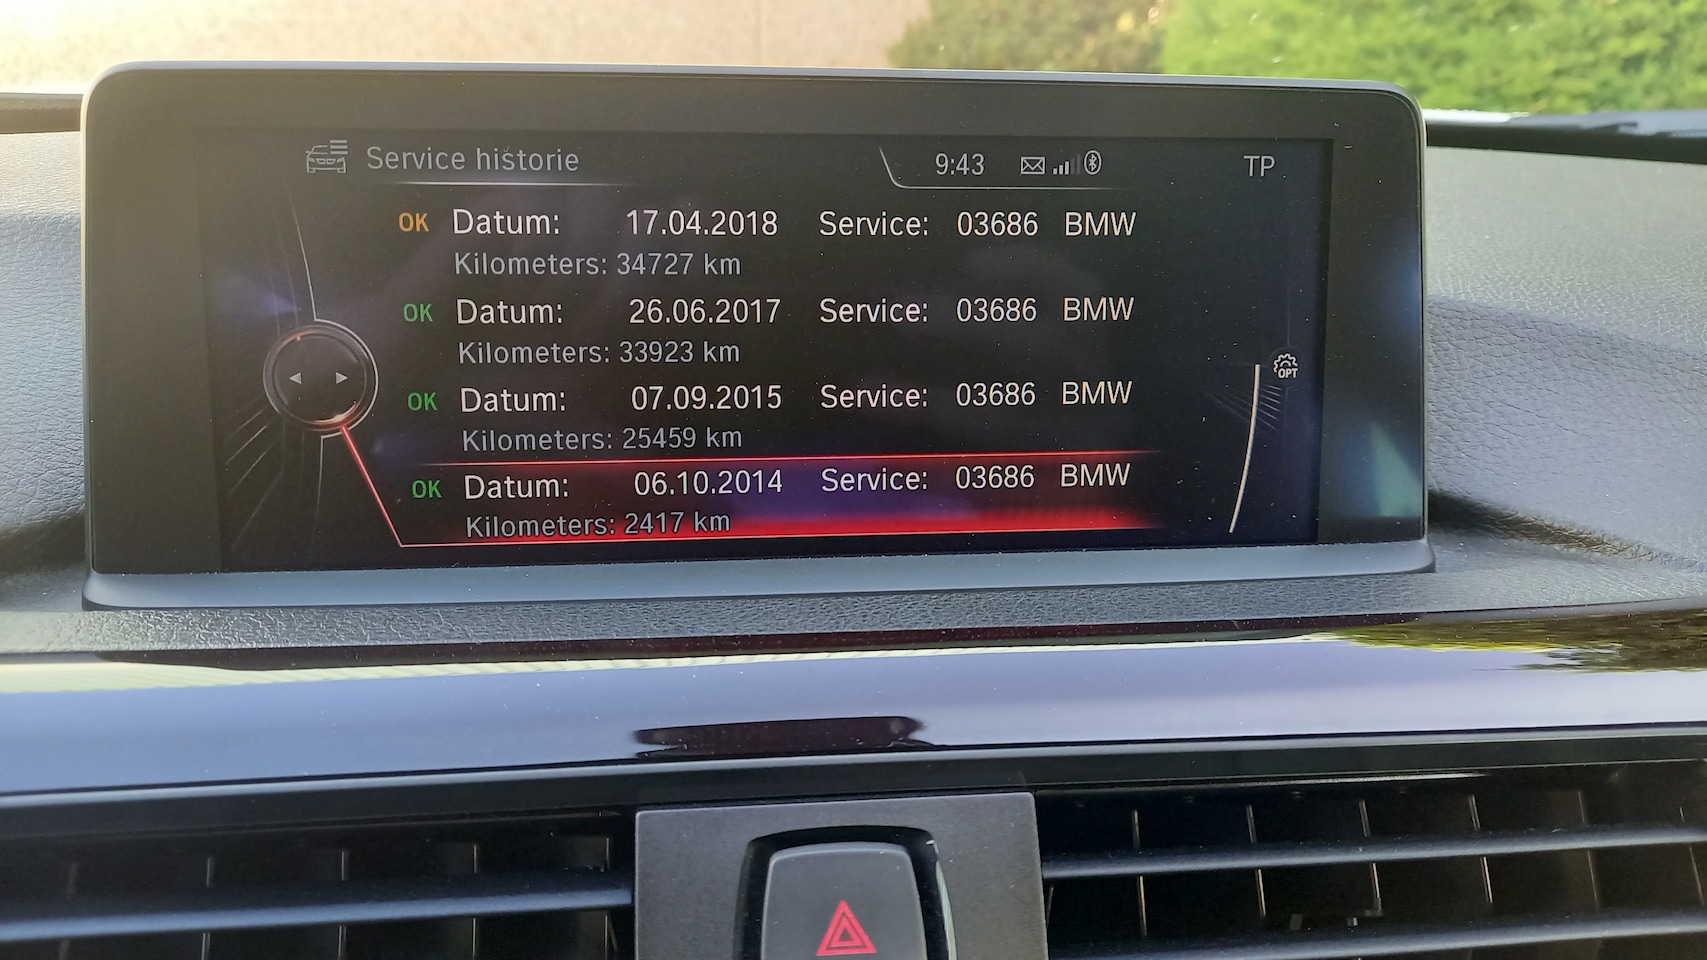 Service historie 9:43 TP
OK Datum: 17.04.2018 Service: 03686 BMW
Kilometers: 34727 km
OK Datum: 26.06.2017 Service: 03686 BMW
Kilometers: 33923 km
OPT
OK Datum: 07.09.2015 Service: 03686 BMW
Kilometers: 25459 km
OK Datum: 06.10.2014 Service: 03686 BMW
Kilometers: 2417 km